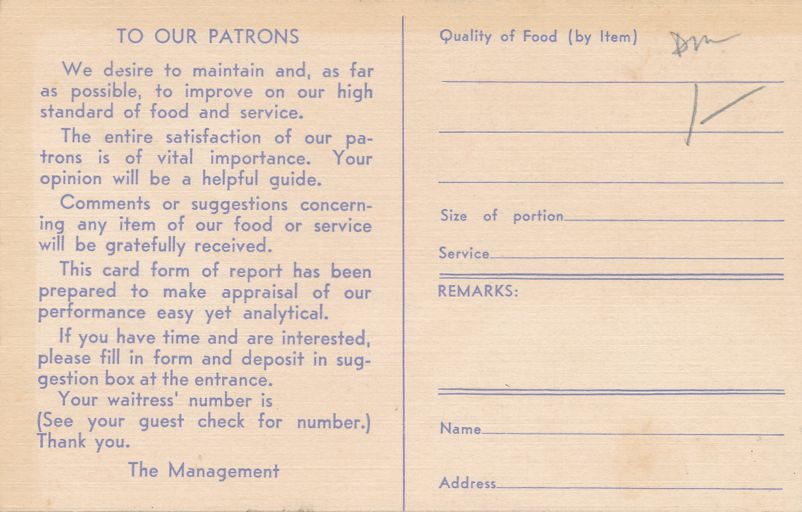 TO OUR PATRONS
We desire to maintain and, as far
as possible, to improve on our high
standard of food and service.
The entire satisfaction of our pa-
trons is of vital importance. Your
opinion will be a helpful guide.
Comments or suggestions concern-
ing any item of our food or service
will be gratefully received.
This card form of report has been
prepared to make appraisal of our
performance easy yet analytical.
If you have time and are interested,
please fill in form and deposit in sug-
gestion box at the entrance.
Your waitress' number is
(See your guest check for number.)
Thank you.
The Management
Quality of Food (by Item)
Size of portion
Service
REMARKS:
Name
Address